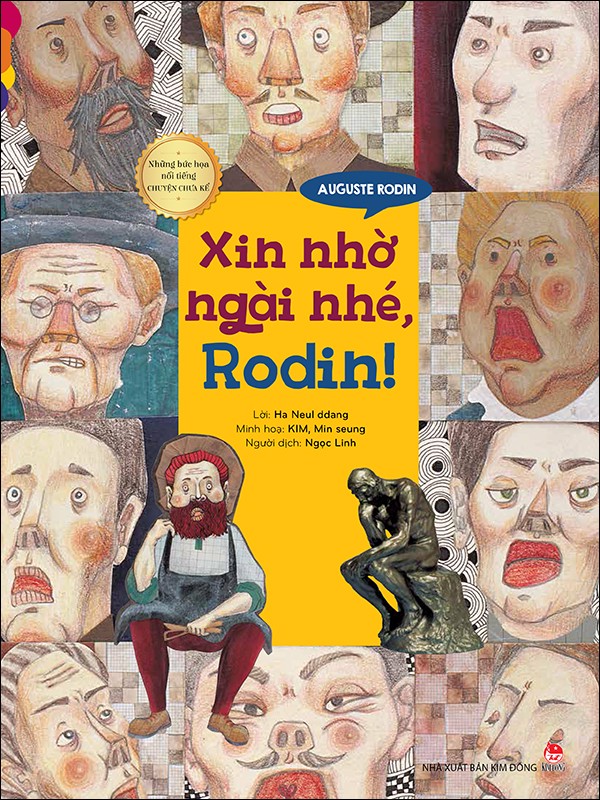 Những bức họa
nổi tiếng
CHUYỆN CHƯA KỂ
AUGUSTE RODIN
Xin nhờ
ngài nhé,
Rodin!
Lời: Ha Neul ddang
Minh hoạ: KIM, Min seung
Người dịch: Ngọc Linh
NHÀ XUẤT BẢN KIM ĐỒNG